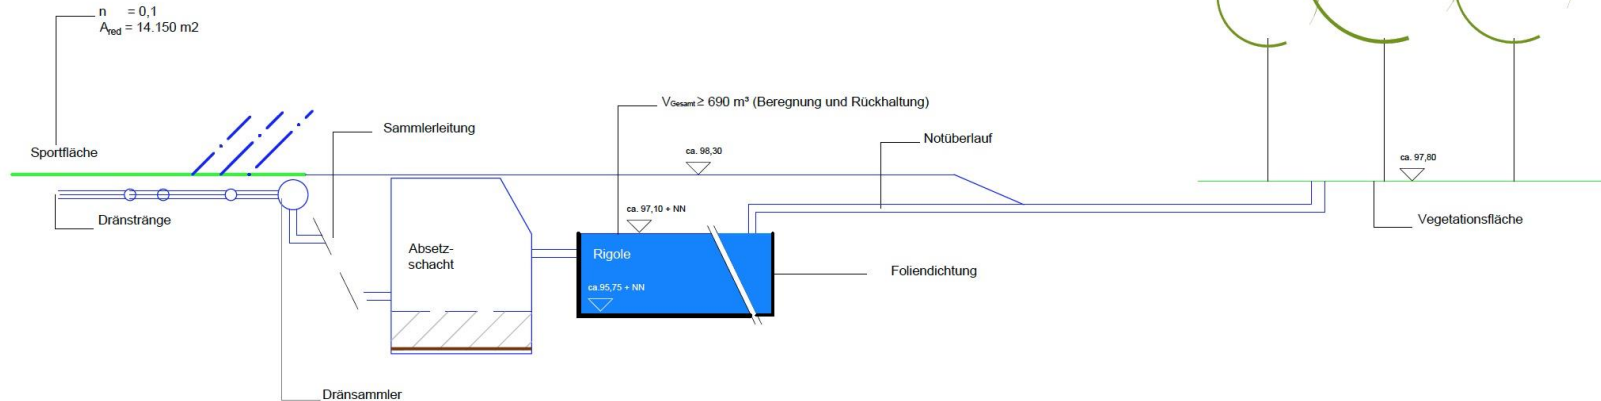 n = 0,1
Ared = 14.150 m2
VGesamt ≥ 690 m³ (Beregnung und Rückhaltung)
Sammlerleitung
Notüberlauf
Sportfläche
ca. 98,30
ca. 97,80
Dränstränge
ca. 97,10 + NN
Vegetationsfläche
Absetz-
schacht
Rigole
Foliendichtung
ca.95,75 + NN
Dränsammler